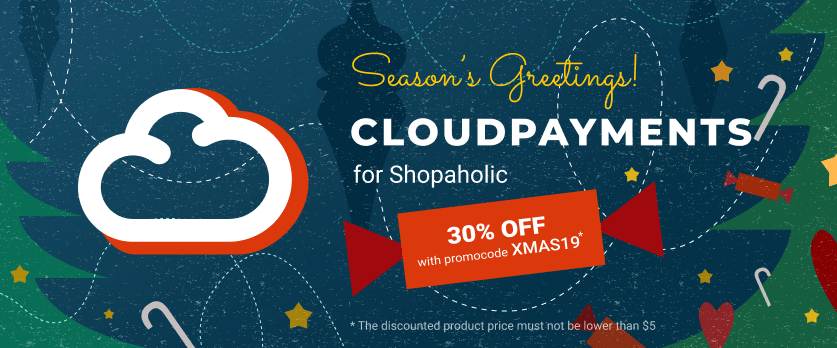 Season's Greetings!
CLOUDPAYMENTS
for Shopaholic
30% OFF
with promocode XMAS19*
* The discounted product price must not be lower than $5